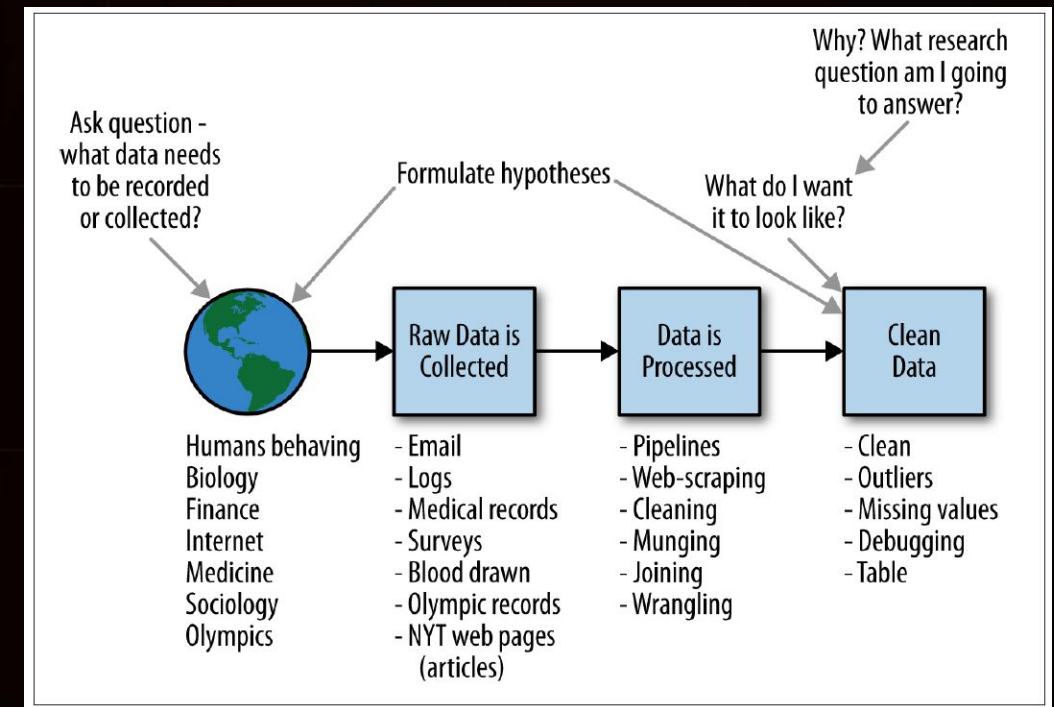 Why? What research
question am I going
to answer?
Ask question -
what data needs
to be recorded
or collected?
Formulate hypotheses
What do I want
it to look like?
Raw Data is
Collected
Data is
Processed
Clean
Data
Humans behaving
Biology
Finance
Internet
Medicine
Sociology
Olympics
- Email
- Logs
- Medical records
- Surveys
- Blood drawn
- Olympic records
- NYT web pages
(articles)
- Pipelines
- Web-scraping
- Cleaning
- Munging
- Joining
- Wrangling
- Clean
- Outliers
- Missing values
- Debugging
- Table